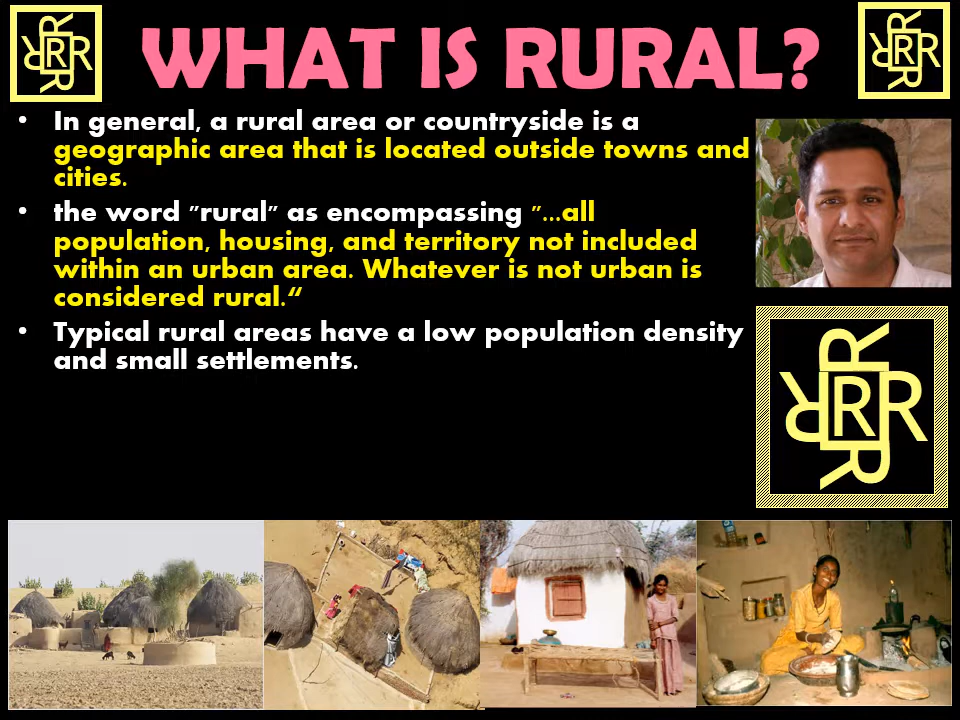 WHAT IS RURAL?
• In general, a rural area or countryside is a
geographic area that is located outside towns and
cities.
• the word "rural" as encompassing "...all
population, housing, and territory not included
within an urban area. Whatever is not urban is
considered rural.“
• Typical rural areas have a low population density
and small settlements.
R
R R R
R
R
R R R
R
R
R R R
R